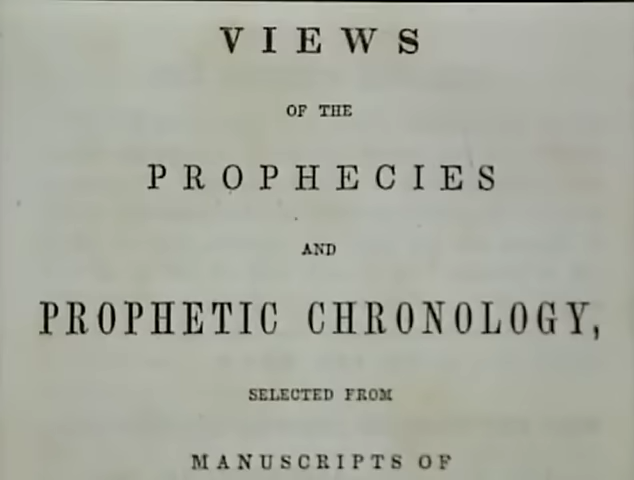 VIEWS
OF THE
PROPHECIES
AND
PROPHETIC CHRONOLOGY,
SELECTED FROM
MANUSCRIPTS OF